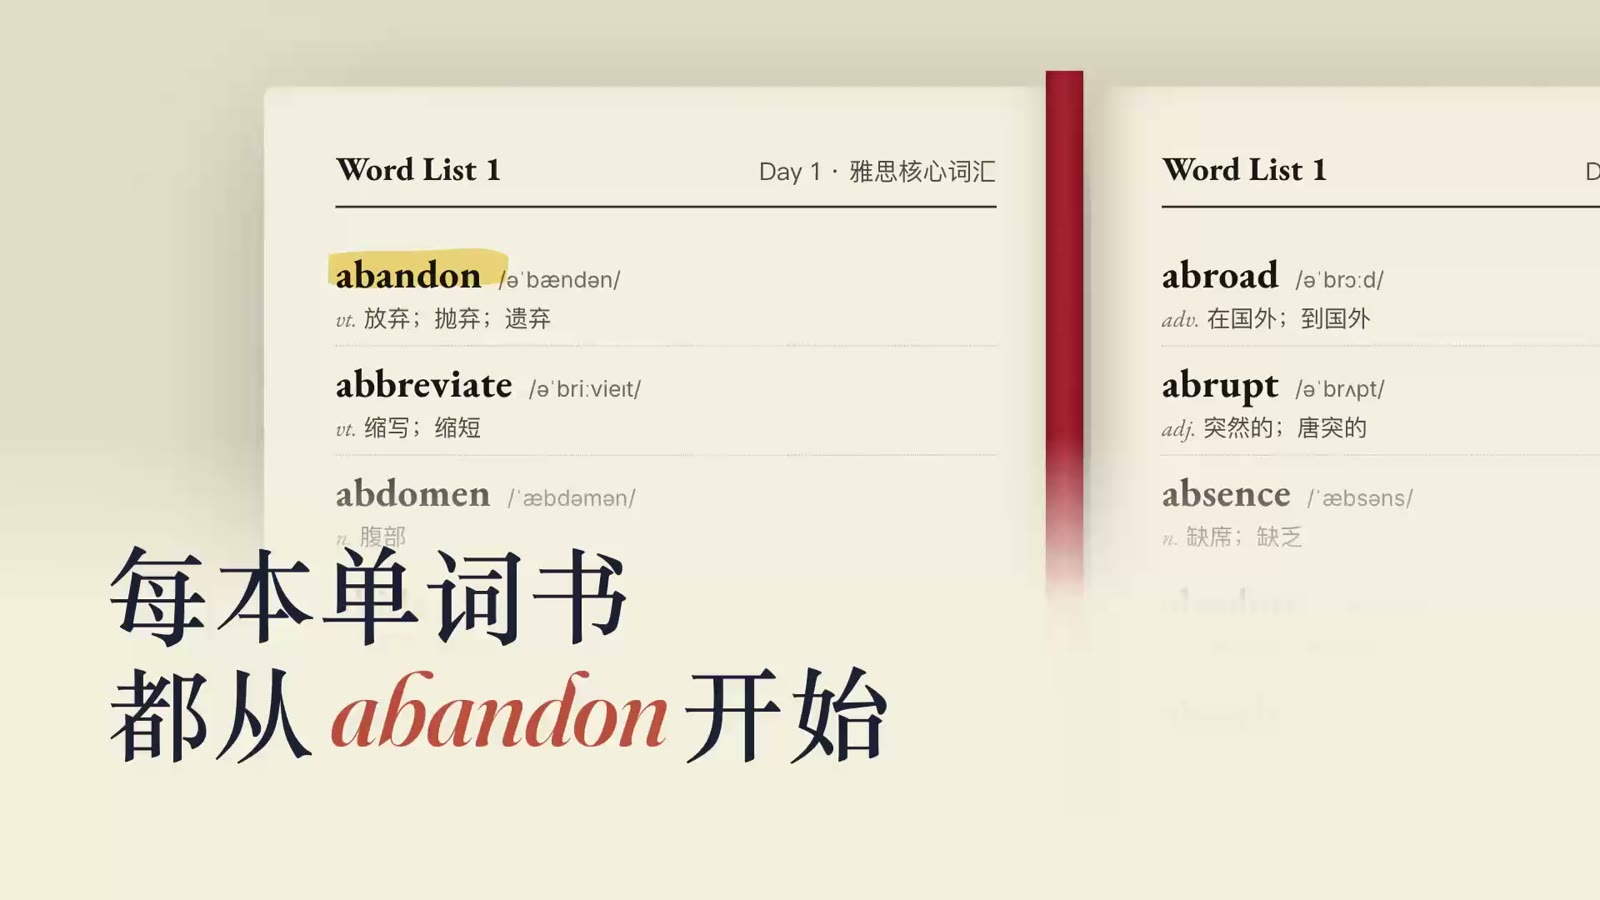 Word List 1
Day 1 · 雅思核心词汇
abandon /əˈbændən/
vt. 放弃；抛弃；遗弃
abbreviate /əˈbriːvieɪt/
vt. 缩写；缩短
abdomen /ˈæbdəmən/
n. 腹部
Word List 1
abroad /əˈbrɔːd/
adv. 在国外；到国外
abrupt /əˈbrʌpt/
adj. 突然的；唐突的
absence /ˈæbsəns/
n. 缺席；缺乏
每本单词书
都从 abandon 开始